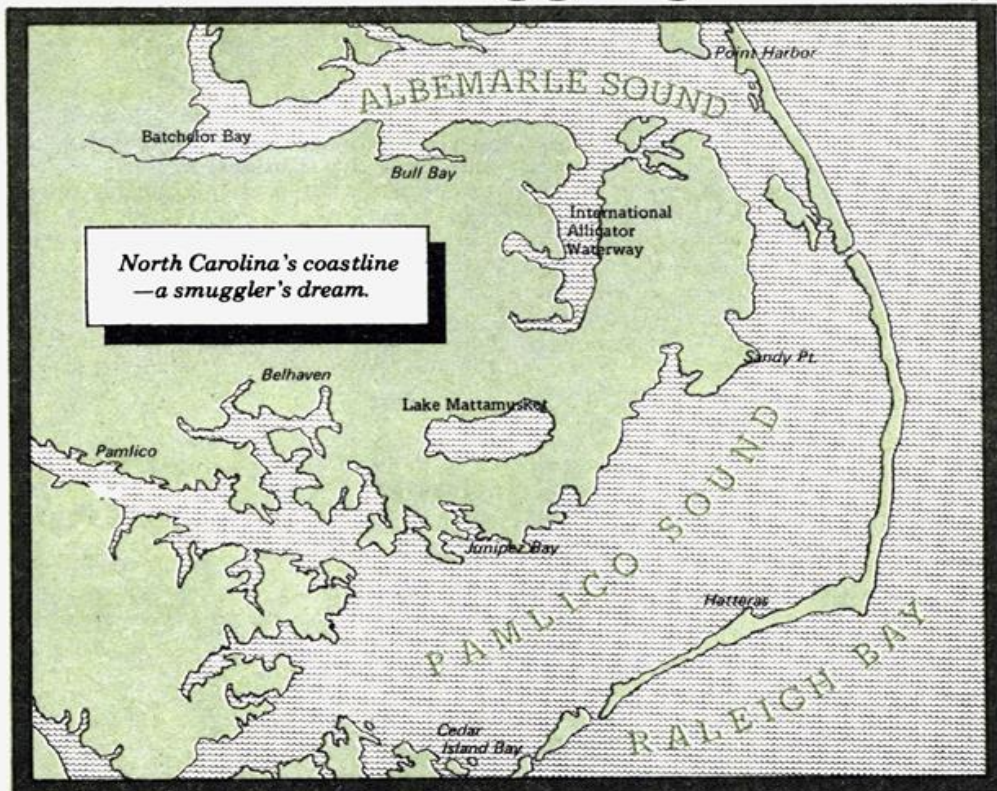 Point Harbor
ALBEMARLE SOUND
Batchelor Bay
Bull Bay
International
Alligator
Waterway
North Carolina's coastline
—a smuggler's dream.
Sandy Pt.
Belhaven
Lake Mattamusket
Pamlico
Juniper Bay
PAMLICO SOUND
Hatteras
RALEIGH BAY
Cedar
Island Bay